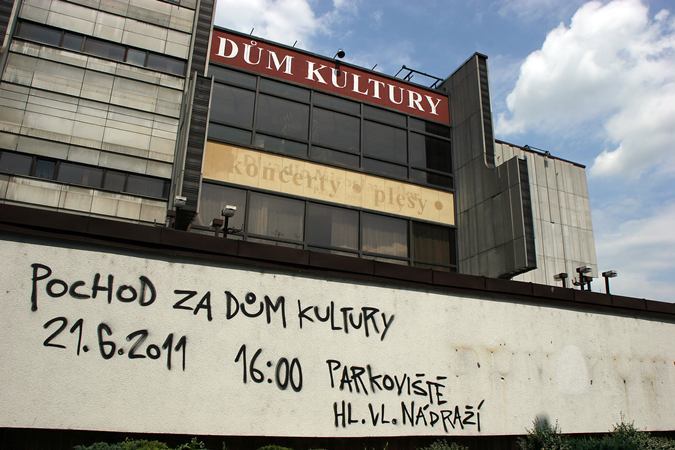 DŮM KULTURY
koncerty • plesy •
POCHOD ZA DŮM KULTURY
21.6.2011 16:00 PARKOVIŠTĚ
HL. VL. NÁDRAŽÍ